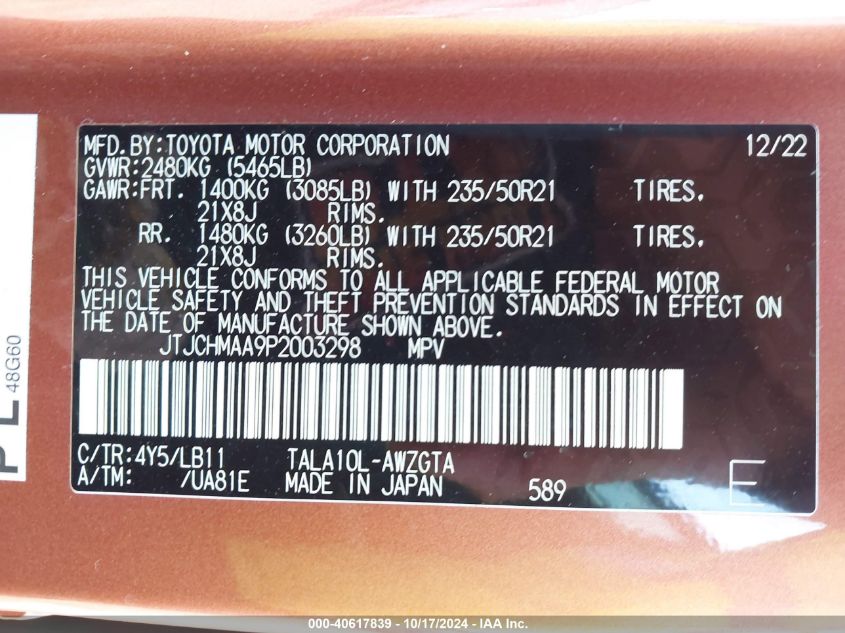 MFD.BY:TOYOTA MOTOR CORPORATION 12/22
GVWR:2480KG (5465LB)
GAWR:FRT. 1400KG (3085LB) WITH 235/50R21 TIRES.
21X8J RIMS.
RR. 1480KG (3260LB) WITH 235/50R21 TIRES.
21X8J RIMS.
THIS VEHICLE CONFORMS TO ALL APPLICABLE FEDERAL MOTOR
VEHICLE SAFETY AND THEFT PREVENTION STANDARDS IN EFFECT ON
THE DATE OF MANUFACTURE SHOWN ABOVE.
JTJCHMAA9P2003298 MPV
C/TR:4Y5/LB11 TALA10L-AWZGTA
A/TM: /UA81E MADE IN JAPAN 589 E
48G60
000-40617839 - 10/17/2024 - IAA Inc.